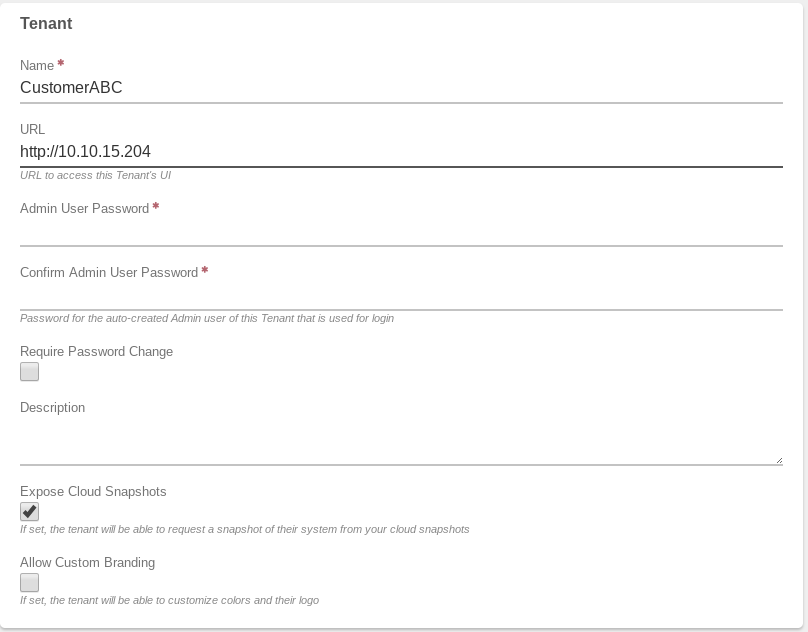 Tenant
Name *
CustomerABC
URL
http://10.10.15.204
URL to access this Tenant's UI
Admin User Password *
Confirm Admin User Password *
Password for the auto-created Admin user of this Tenant that is used for login
Require Password Change
Description
Expose Cloud Snapshots
If set, the tenant will be able to request a snapshot of their system from your cloud snapshots
Allow Custom Branding
If set, the tenant will be able to customize colors and their logo